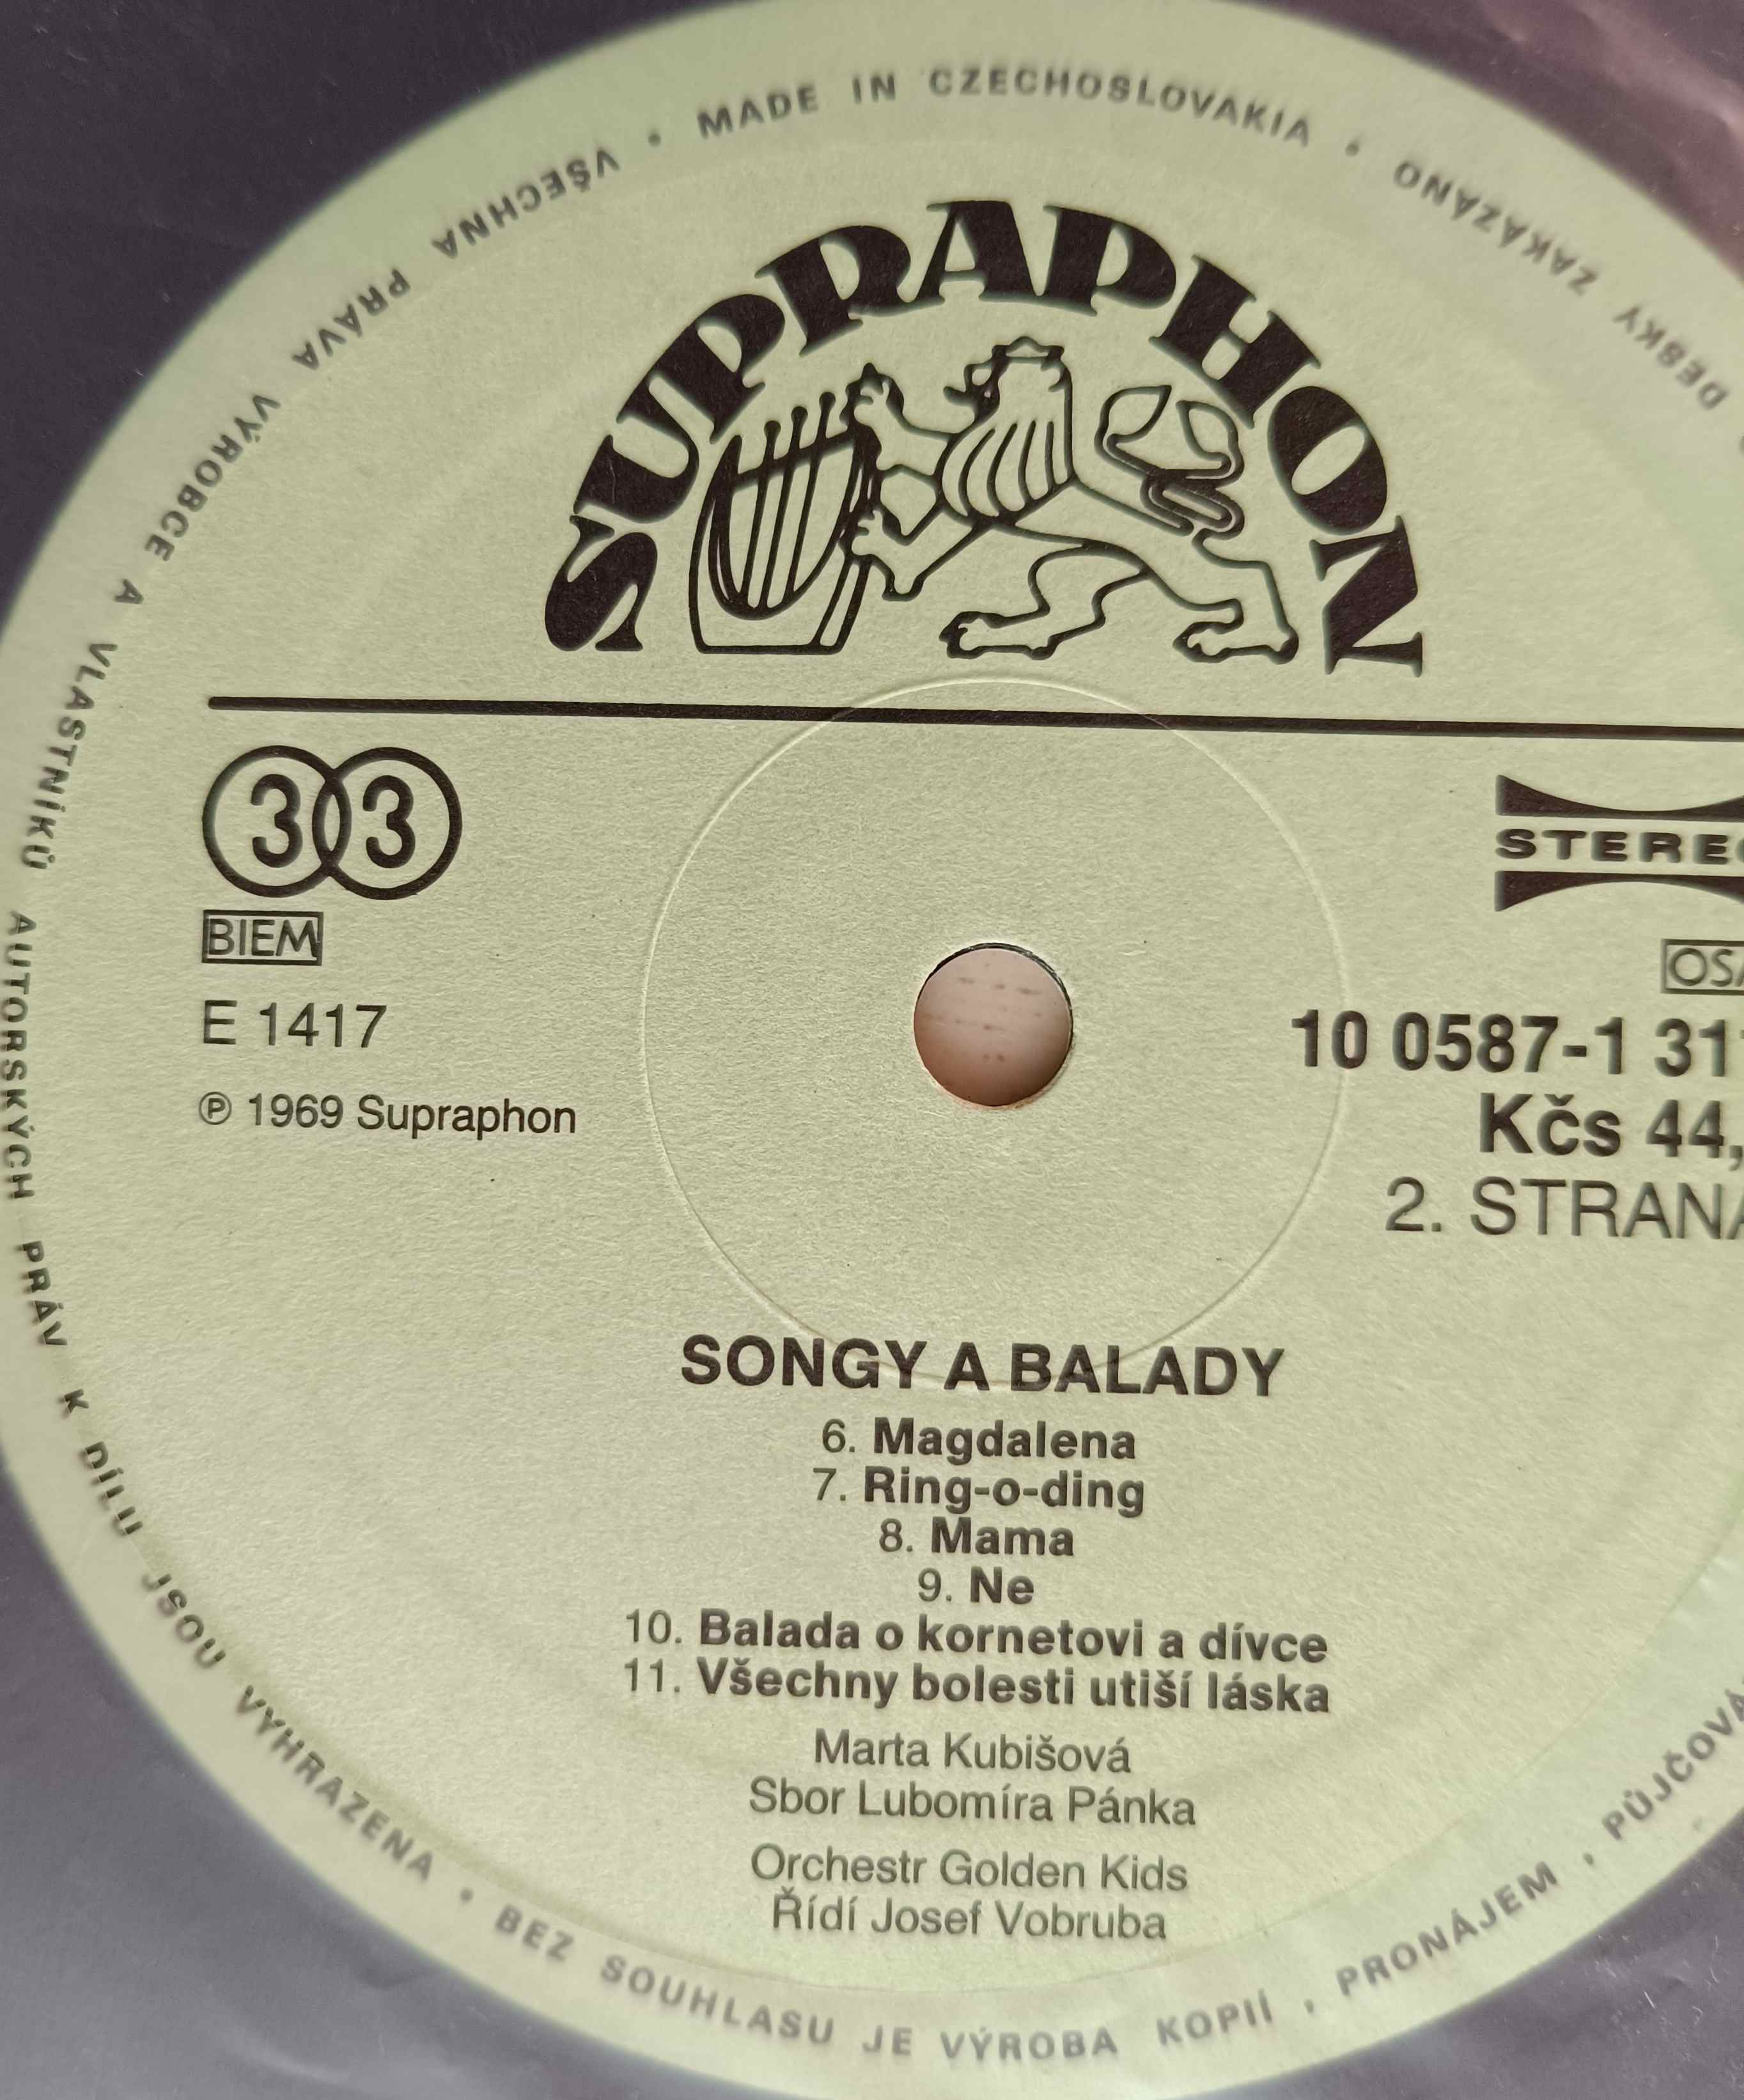 MADE IN CZECHOSLOVAKIA •
SUPRAPHON
33
STEREO
BIEM
E 1417
℗ 1969 Supraphon
10 0587-1 31
Kčs 44,
2. STRANA
SONGY A BALADY
6. Magdalena
7. Ring-o-ding
8. Mama
9. Ne
10. Balada o kornetovi a dívce
11. Všechny bolesti utiší láska
Marta Kubišová
Sbor Lubomíra Pánka
Orchestr Golden Kids
Řídí Josef Vobruba
VŠECHNA PRÁVA VÝROBCE A VLASTNÍKŮ AUTORSKÝCH PRÁV K DÍLU JSOU VYHRAZENA • BEZ SOUHLASU JE VÝROBA KOPIÍ , PRONÁJEM ,
DESKY ZAKÁZÁNO